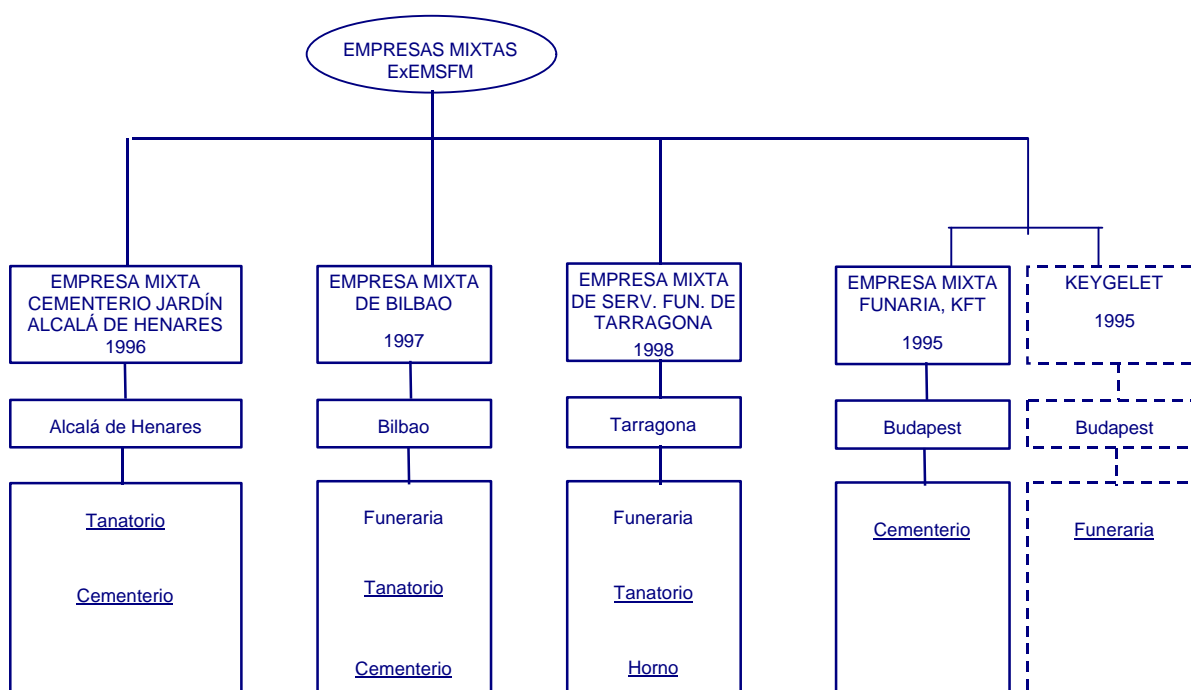 EMPRESAS MIXTAS
ExEMSFM
EMPRESA MIXTA
CEMENTERIO JARDÍN
ALCALÁ DE HENARES
1996
EMPRESA MIXTA
DE BILBAO
1997
EMPRESA MIXTA
DE SERV. FUN. DE
TARRAGONA
1998
EMPRESA MIXTA
FUNARIA, KFT
1995
KEYGELET
1995
Alcalá de Henares
Bilbao
Tarragona
Budapest
Budapest
Tanatorio
Cementerio
Funeraria
Tanatorio
Cementerio
Funeraria
Tanatorio
Horno
Cementerio
Funeraria